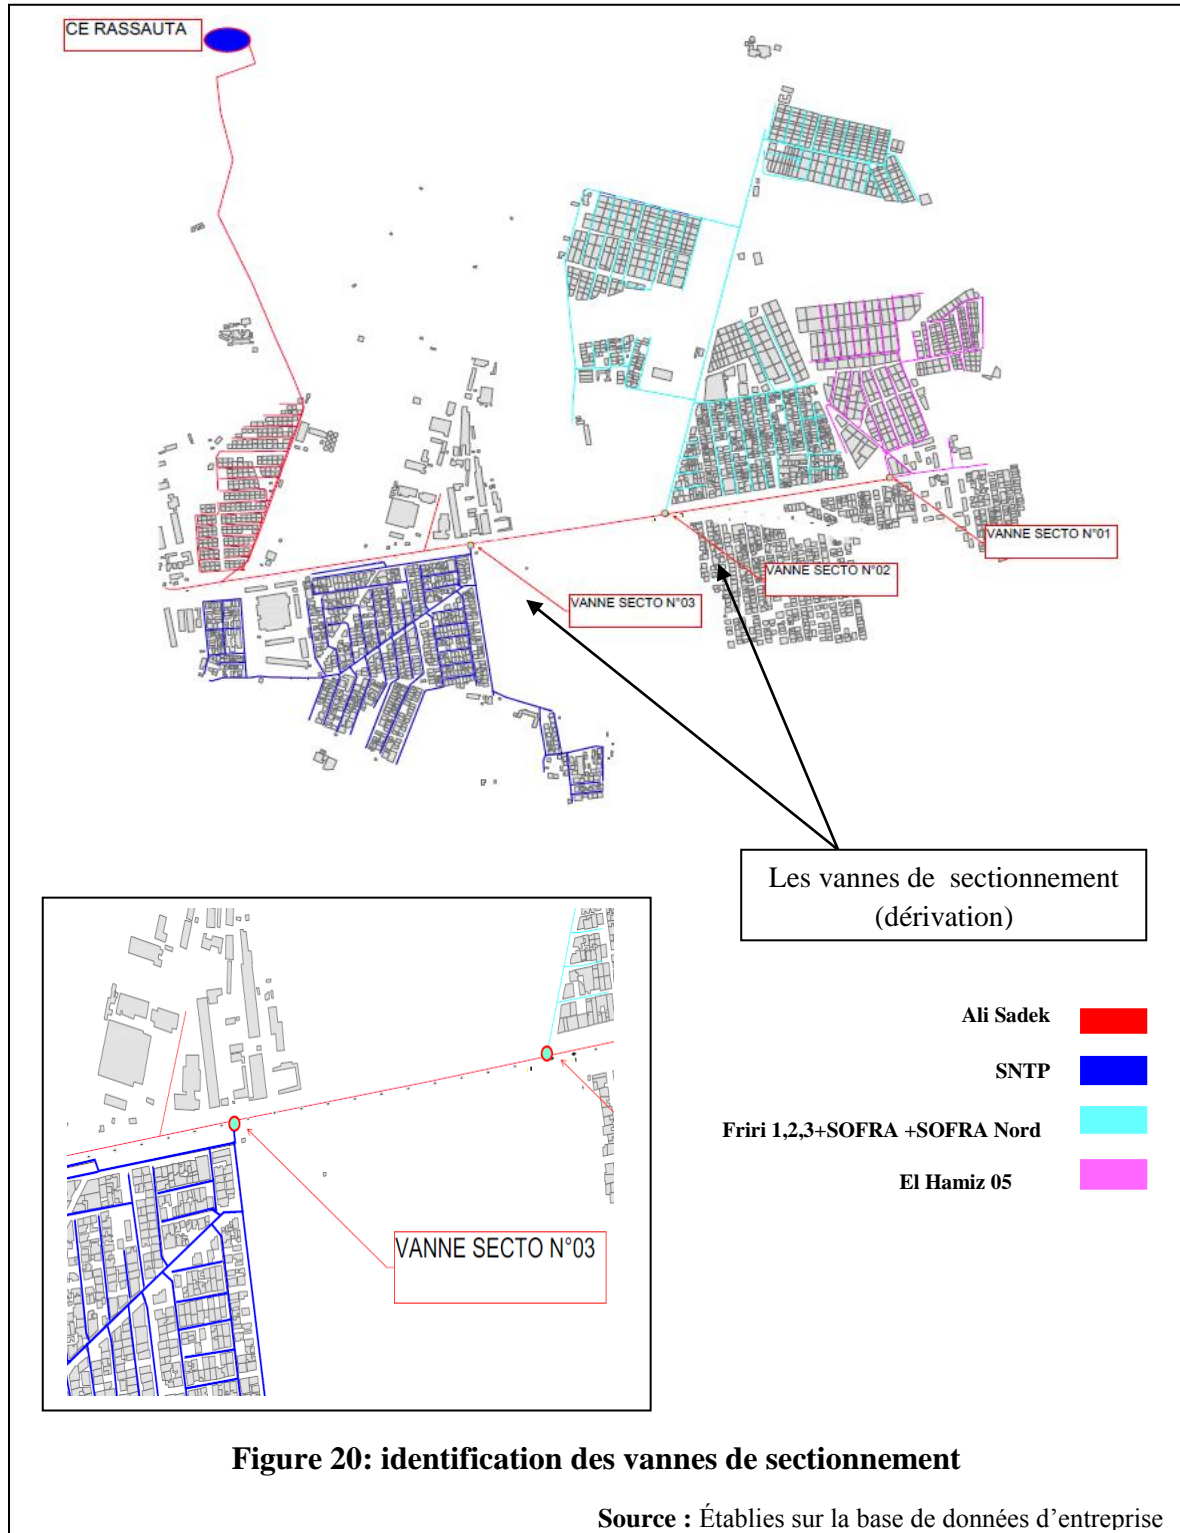 CE RASSAUTA
VANNE SECTO N°01
VANNE SECTO N°02
VANNE SECTO N°03
Les vannes de sectionnement
(dérivation)
VANNE SECTO N°03
Ali Sadek
SNTP
Friri 1,2,3+SOFRA +SOFRA Nord
El Hamiz 05
Figure 20: identification des vannes de sectionnement
Source : Établies sur la base de données d’entreprise